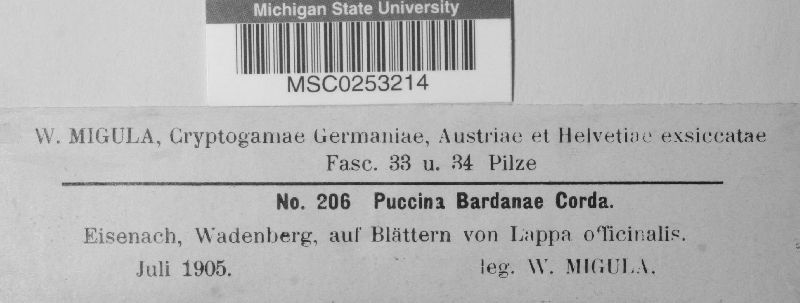 Michigan State University
MSC0253214
W. MIGULA, Cryptogamae Germaniae, Austriae et Helvetiae exsiccatae
Fasc. 33 u. 34 Pilze
No. 206 Puccina Bardanae Corda.
Eisenach, Wadenberg, auf Blättern von Lappa officinalis.
Juli 1905. leg. W. MIGULA.